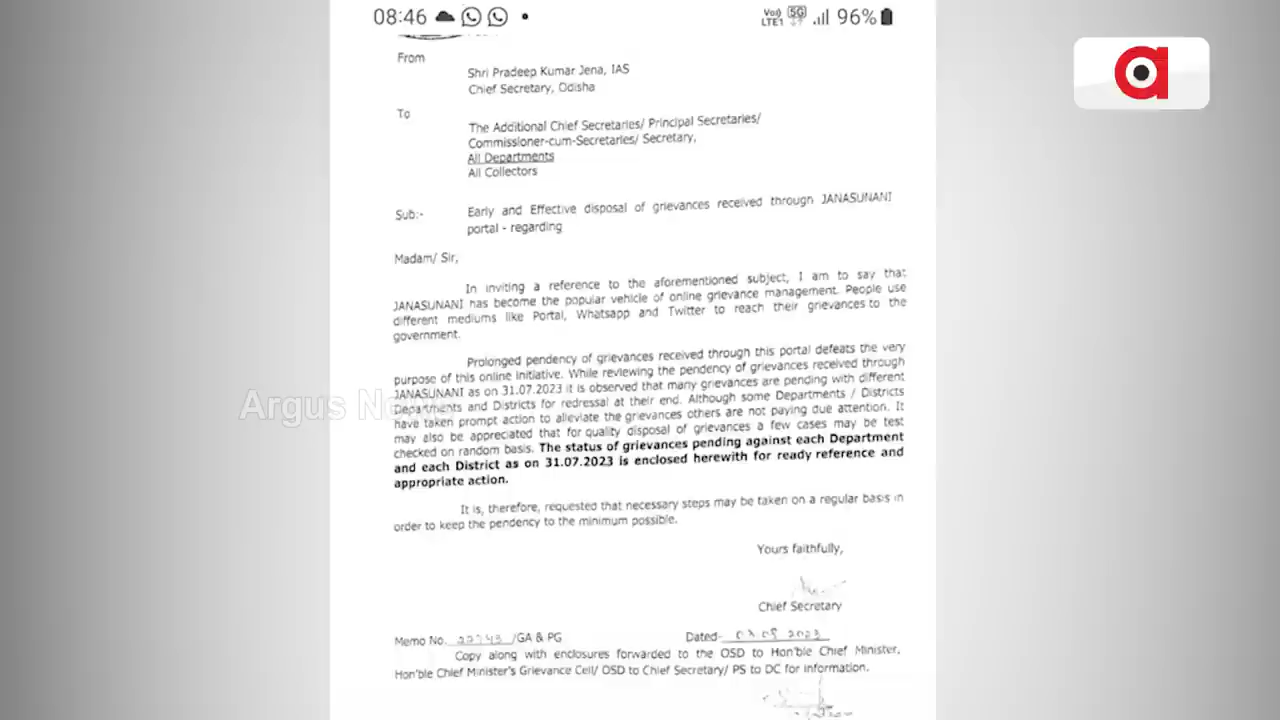 08:46
Vo)) LTE1 5G 96%
From
Shri Pradeep Kumar Jena, IAS
Chief Secretary, Odisha
To
The Additional Chief Secretaries/ Principal Secretaries/
Commissioner-cum-Secretaries/ Secretary,
All Departments
All Collectors
Sub:- Early and Effective disposal of grievances received through JANASUNANI
portal - regarding
Madam/ Sir,
In inviting a reference to the aforementioned subject, I am to say that
JANASUNANI has become the popular vehicle of online grievance management. People use
different mediums like Portal, Whatsapp and Twitter to reach their grievances to the
government.
Prolonged pendency of grievances received through this portal defeats the very
purpose of this online initiative. While reviewing the pendency of grievances received through
JANASUNANI as on 31.07.2023 it is observed that many grievances are pending with different
Departments and Districts for redressal at their end. Although some Departments / Districts
have taken prompt action to alleviate the grievances others are not paying due attention. It
may also be appreciated that for quality disposal of grievances a few cases may be test
checked on random basis. The status of grievances pending against each Department
and each District as on 31.07.2023 is enclosed herewith for ready reference and
appropriate action.
It is, therefore, requested that necessary steps may be taken on a regular basis in
order to keep the pendency to the minimum possible.
Yours faithfully,
Chief Secretary
Memo No. /GA & PG Dated- 2023
Copy along with enclosures forwarded to the OSD to Hon'ble Chief Minister,
Hon'ble Chief Minister's Grievance Cell/ OSD to Chief Secretary/ PS to DC for information.
Argus News
a